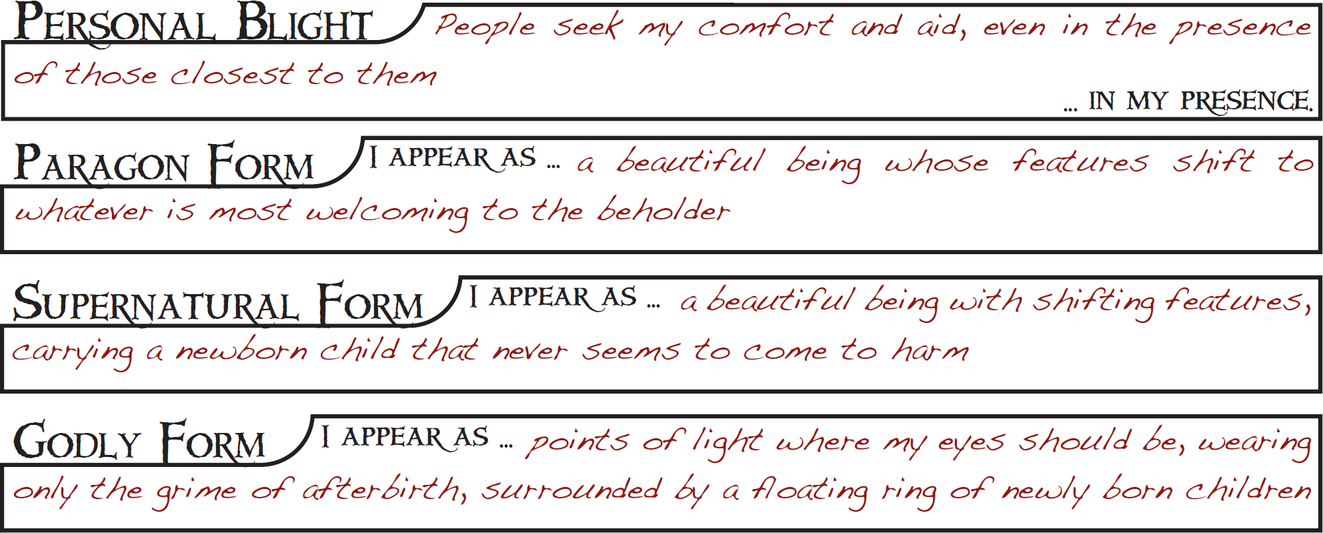 Personal Blight People seek my comfort and aid, even in the presence
of those closest to them
... in my presence.
Paragon Form I appear as ... a beautiful being whose features shift to
whatever is most welcoming to the beholder
Supernatural Form I appear as ... a beautiful being with shifting features,
carrying a newborn child that never seems to come to harm
Godly Form I appear as ... points of light where my eyes should be, wearing
only the grime of afterbirth, surrounded by a floating ring of newly born children